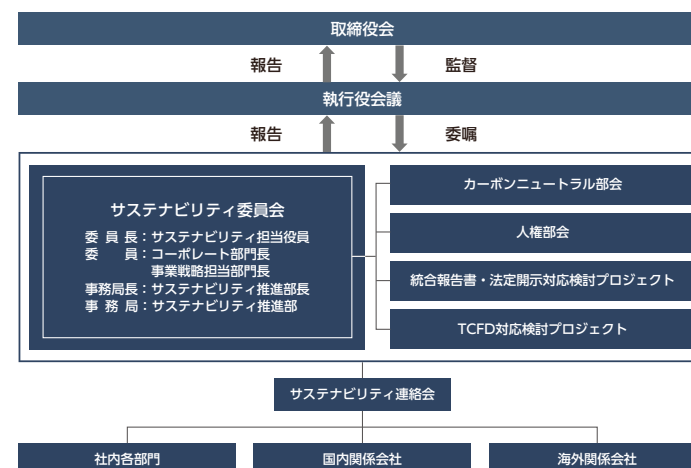 取締役会
報告
監督
執行役会議
報告
委嘱
サステナビリティ委員会
委員長：サステナビリティ担当役員
委　員：コーポレート部門長
事業戦略担当部門長
事務局長：サステナビリティ推進部長
事務局：サステナビリティ推進部
カーボンニュートラル部会
人権部会
統合報告書・法定開示対応検討プロジェクト
TCFD対応検討プロジェクト
サステナビリティ連絡会
社内各部門
国内関係会社
海外関係会社